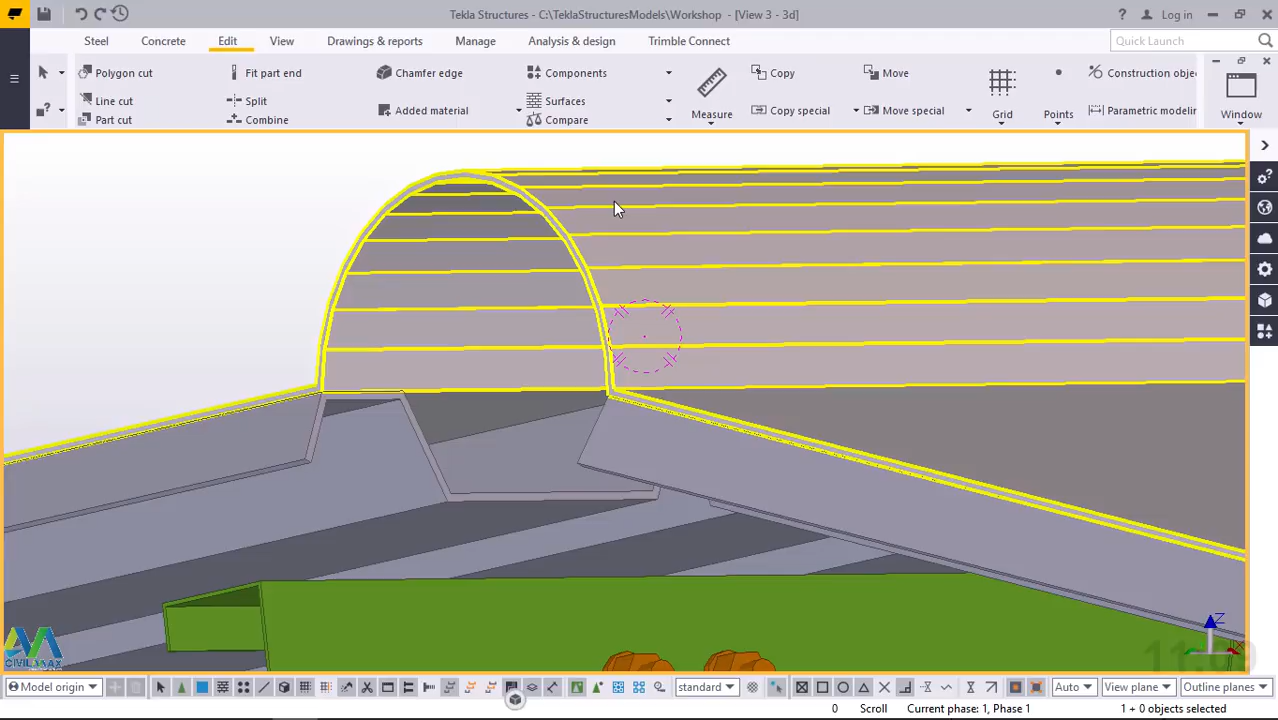 Tekla Structures - C:\TeklaStructuresModels\Workshop - [View 3 - 3d]
Log in
Steel Concrete Edit View Drawings & reports Manage Analysis & design Trimble Connect
Quick Launch
Polygon cut Fit part end Chamfer edge Components Copy Move
Line cut Split Added material Surfaces Measure Copy special Move special Grid Points Parametric modelin Window
Part cut Combine Compare
Z
AM
CIVILAX
Model origin standard Auto View plane Outline planes
0 Scroll Current phase: 1, Phase 1 1 + 0 objects selected